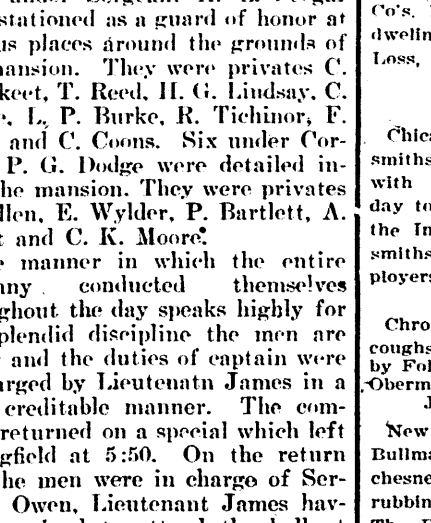 stationed as a guard of honor at
us places around the grounds of
mansion. They were privates C.
keet, T. Reed, H. G. Lindsay, C.
L. P. Burke, R. Tichinor, F.
and C. Coons. Six under Cor-
P. G. Dodge were detailed in-
he mansion. They were privates
llen, E. Wylder, P. Bartlett, A.
t and C. K. Moore.
e manner in which the entire
any conducted themselves
ghout the day speaks highly for
splendid discipline the men are
and the duties of captain were
arged by Lieutenatn James in a
creditable manner. The com-
returned on a special which left
ngfield at 5:50. On the return
he men were in charge of Ser-
Owen, Lieutenant James hav-
Co's.
dwelin
Loss,
Chica
smiths
with
day to
the In
smiths
ployers
Chro
coughs
by Fol
Oberm
J
New
Bullma
chesne
rubbin